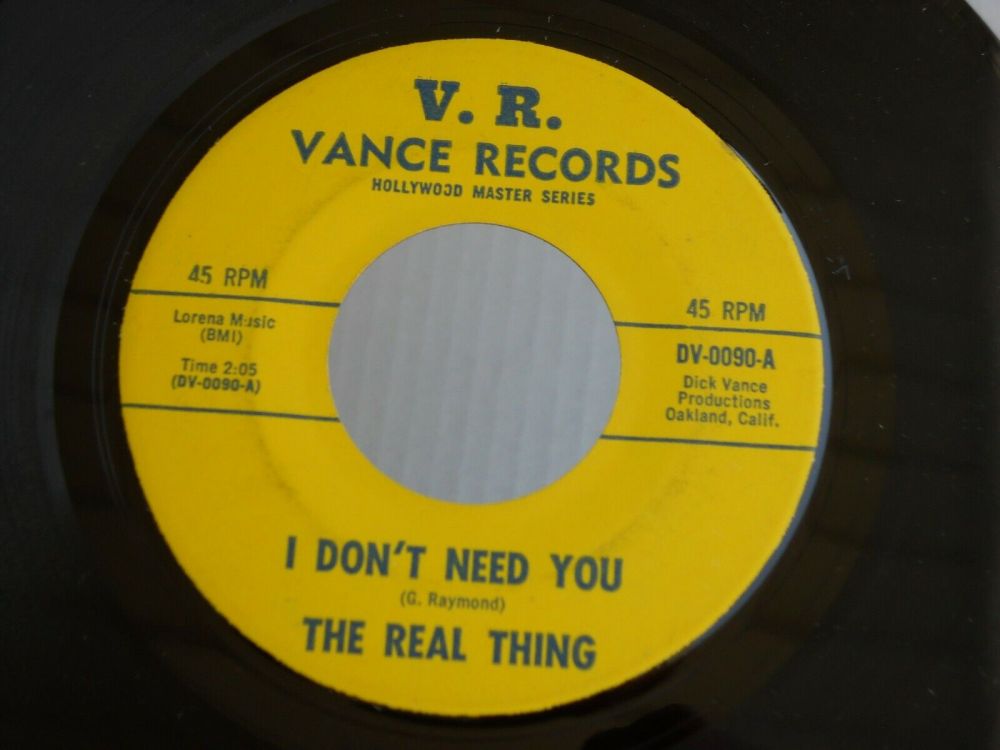 V. R.
VANCE RECORDS
HOLLYWOOD MASTER SERIES
45 RPM
Lorena Music
(BMI)
Time 2:05
(DV-0090-A)
45 RPM
DV-0090-A
Dick Vance
Productions
Oakland, Calif.
I DON'T NEED YOU
(G. Raymond)
THE REAL THING